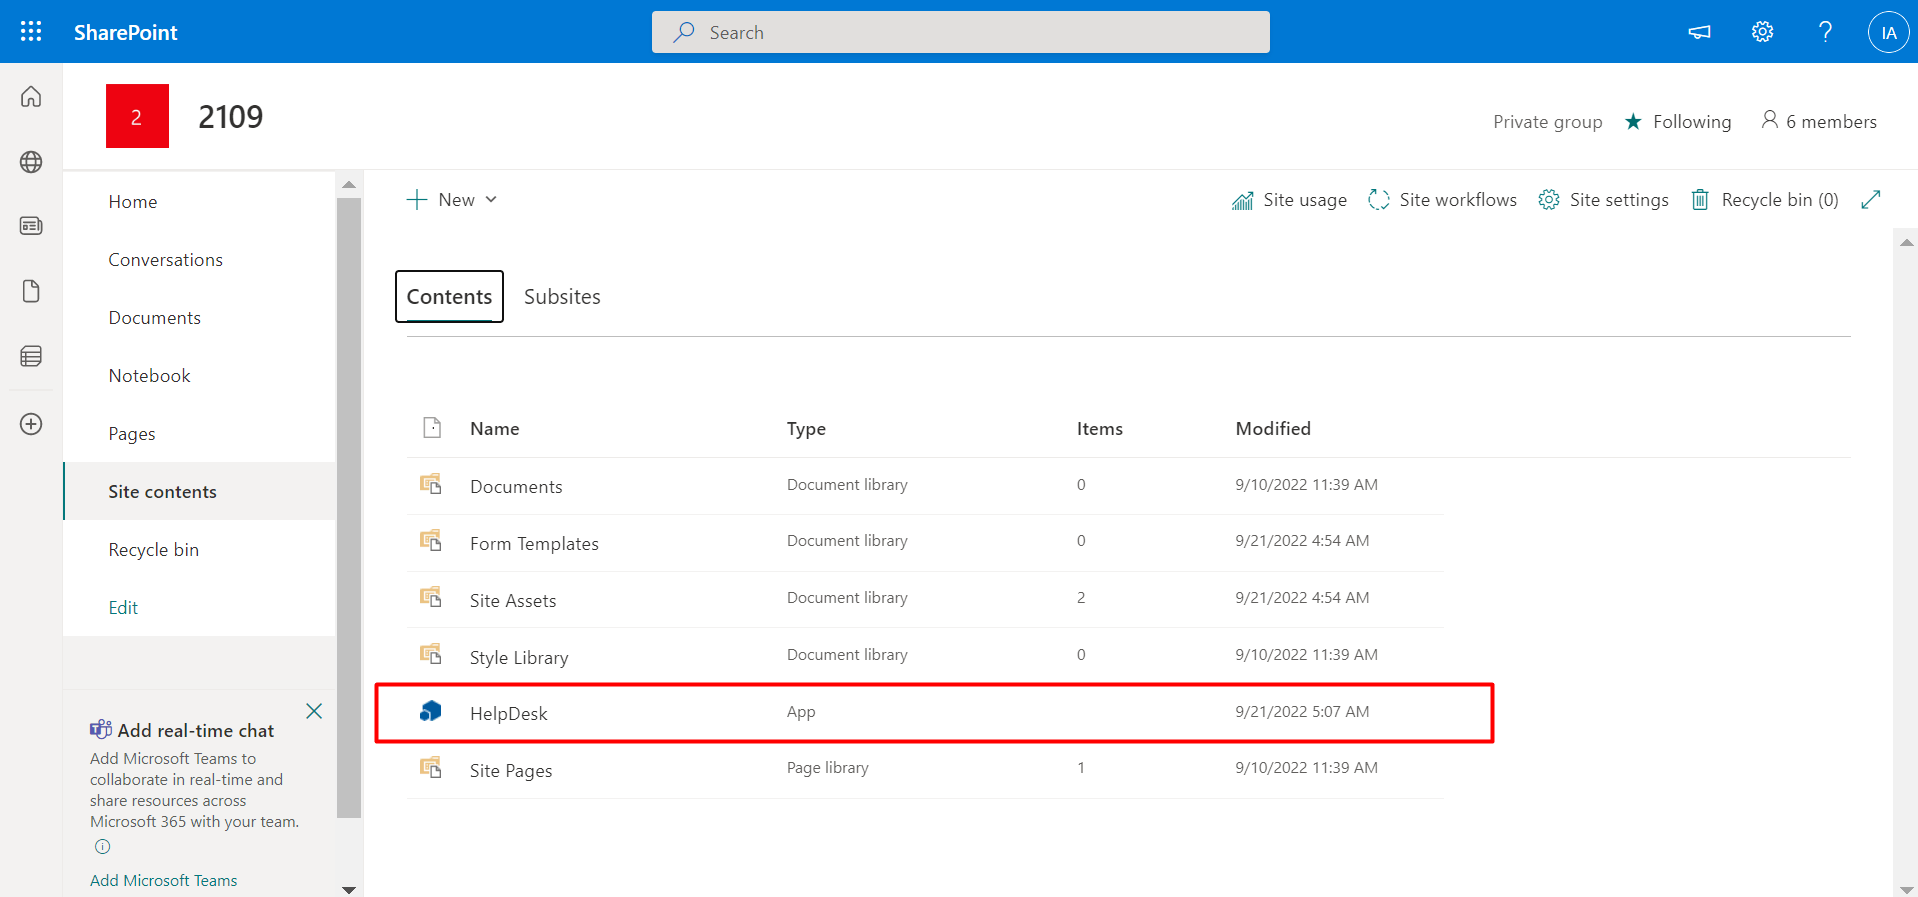 SharePoint
Search
IA
2
2109
Private group
Following
6 members
Home
Conversations
Documents
Notebook
Pages
Site contents
Recycle bin
Edit
Add real-time chat
Add Microsoft Teams to
collaborate in real-time and
share resources across
Microsoft 365 with your team.
Add Microsoft Teams
New
Site usage
Site workflows
Site settings
Recycle bin (0)
Contents
Subsites
Name Type Items Modified
Documents Document library 0 9/10/2022 11:39 AM
Form Templates Document library 0 9/21/2022 4:54 AM
Site Assets Document library 2 9/21/2022 4:54 AM
Style Library Document library 0 9/10/2022 11:39 AM
HelpDesk App 9/21/2022 5:07 AM
Site Pages Page library 1 9/10/2022 11:39 AM